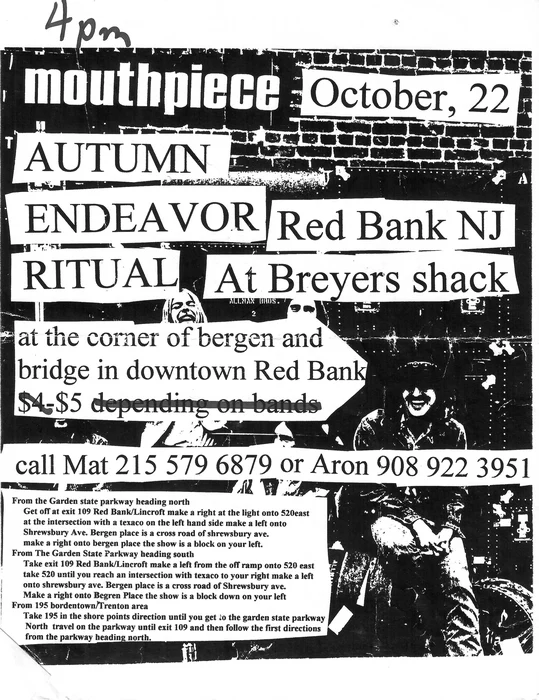 4pm
mouthpiece
October, 22
AUTUMN
ENDEAVOR
Red Bank NJ
RITUAL
At Breyers shack
ALLMAN BROS.
2
at the corner of bergen and
bridge in downtown Red Bank
$4-$5 depending on bands
call Mat 215 579 6879 or Aron 908 922 3951
From the Garden state parkway heading north
Get off at exit 109 Red Bank/Lincroft make a right at the light onto 520east
at the intersection with a texaco on the left hand side make a left onto
Shrewsbury Ave. Bergen place is a cross road of shrewsbury ave.
make a right onto bergen place the show is a block on your left.
From The Garden State Parkway heading south
Take exit 109 Red Bank/Lincroft make a left from the off ramp onto 520 east
take 520 until you reach an intersection with texaco to your right make a left
onto shrewsbury ave. Bergen place is a cross road of Shrewsbury ave.
Make a right onto Begren Place the show is a block down on your left
From 195 bordentown/Trenton area
Take 195 in the shore points direction until you get to the garden state parkway
North travel on the parkway until exit 109 and then follow the first directions
from the parkway heading north.